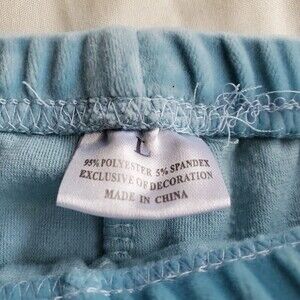 L
95% POLYESTER 5% SPANDEX
EXCLUSIVE OF DECORATION
MADE IN CHINA